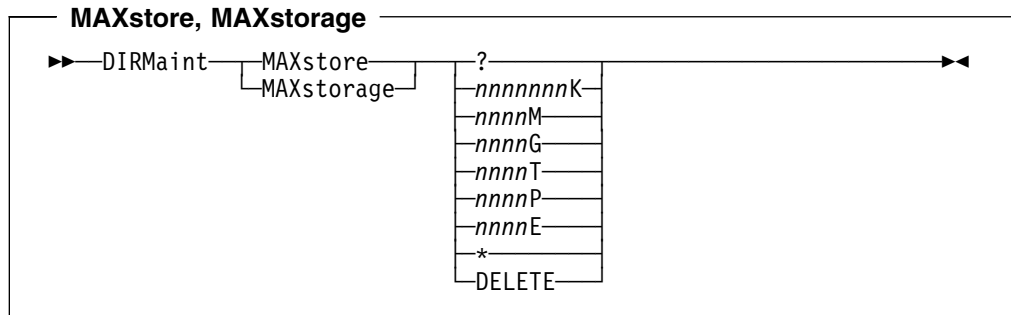 MAXstore, MAXstorage
►►──DIRMaint──MAXstore──?──►◄
MAXstorage
nnnnnnnK
nnnnM
nnnnG
nnnnT
nnnnP
nnnnE
*
DELETE